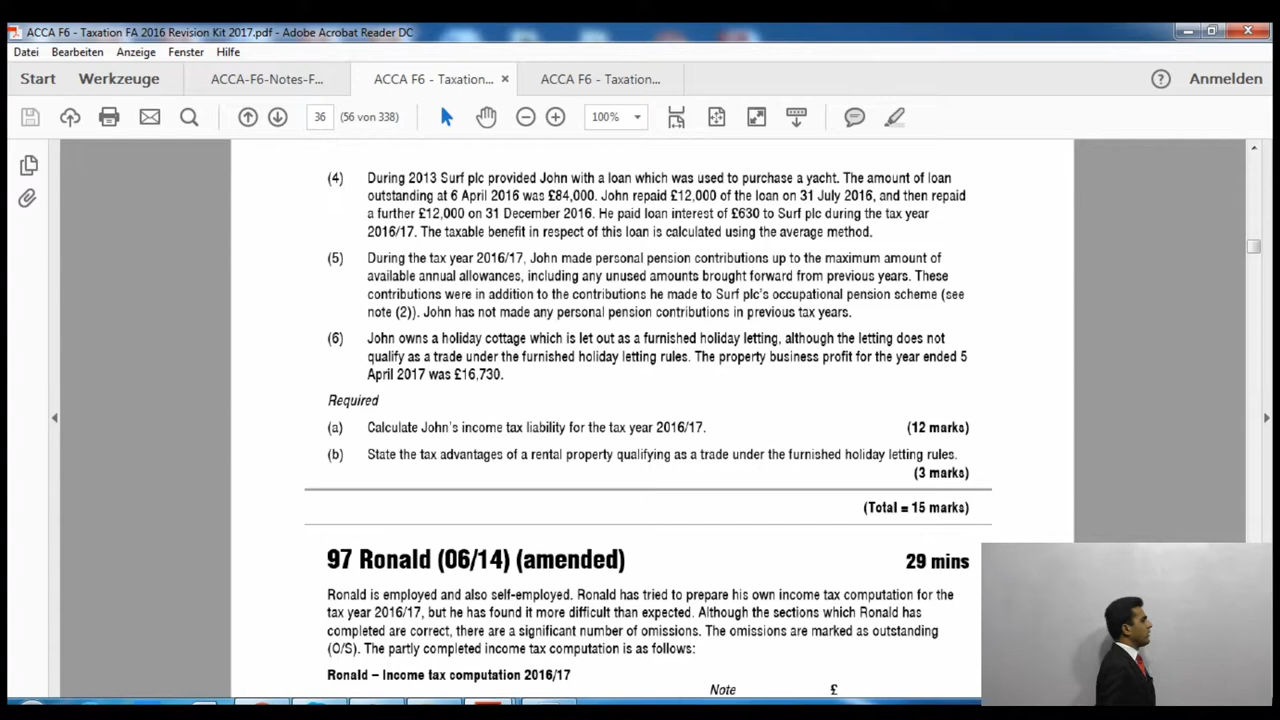 ACCA F6 - Taxation FA 2016 Revision Kit 2017.pdf - Adobe Acrobat Reader DC
Datei Bearbeiten Anzeige Fenster Hilfe
Start Werkzeuge ACCA-F6-Notes-F... ACCA F6 - Taxation... × ACCA F6 - Taxation... Anmelden
36 (56 von 338) 100%
(4) During 2013 Surf plc provided John with a loan which was used to purchase a yacht. The amount of loan
outstanding at 6 April 2016 was £84,000. John repaid £12,000 of the loan on 31 July 2016, and then repaid
a further £12,000 on 31 December 2016. He paid loan interest of £630 to Surf plc during the tax year
2016/17. The taxable benefit in respect of this loan is calculated using the average method.
(5) During the tax year 2016/17, John made personal pension contributions up to the maximum amount of
available annual allowances, including any unused amounts brought forward from previous years. These
contributions were in addition to the contributions he made to Surf plc's occupational pension scheme (see
note (2)). John has not made any personal pension contributions in previous tax years.
(6) John owns a holiday cottage which is let out as a furnished holiday letting, although the letting does not
qualify as a trade under the furnished holiday letting rules. The property business profit for the year ended 5
April 2017 was £16,730.
Required
(a) Calculate John's income tax liability for the tax year 2016/17. (12 marks)
(b) State the tax advantages of a rental property qualifying as a trade under the furnished holiday letting rules.
(3 marks)
(Total = 15 marks)
97 Ronald (06/14) (amended) 29 mins
Ronald is employed and also self-employed. Ronald has tried to prepare his own income tax computation for the
tax year 2016/17, but he has found it more difficult than expected. Although the sections which Ronald has
completed are correct, there are a significant number of omissions. The omissions are marked as outstanding
(O/S). The partly completed income tax computation is as follows:
Ronald – Income tax computation 2016/17
Note £